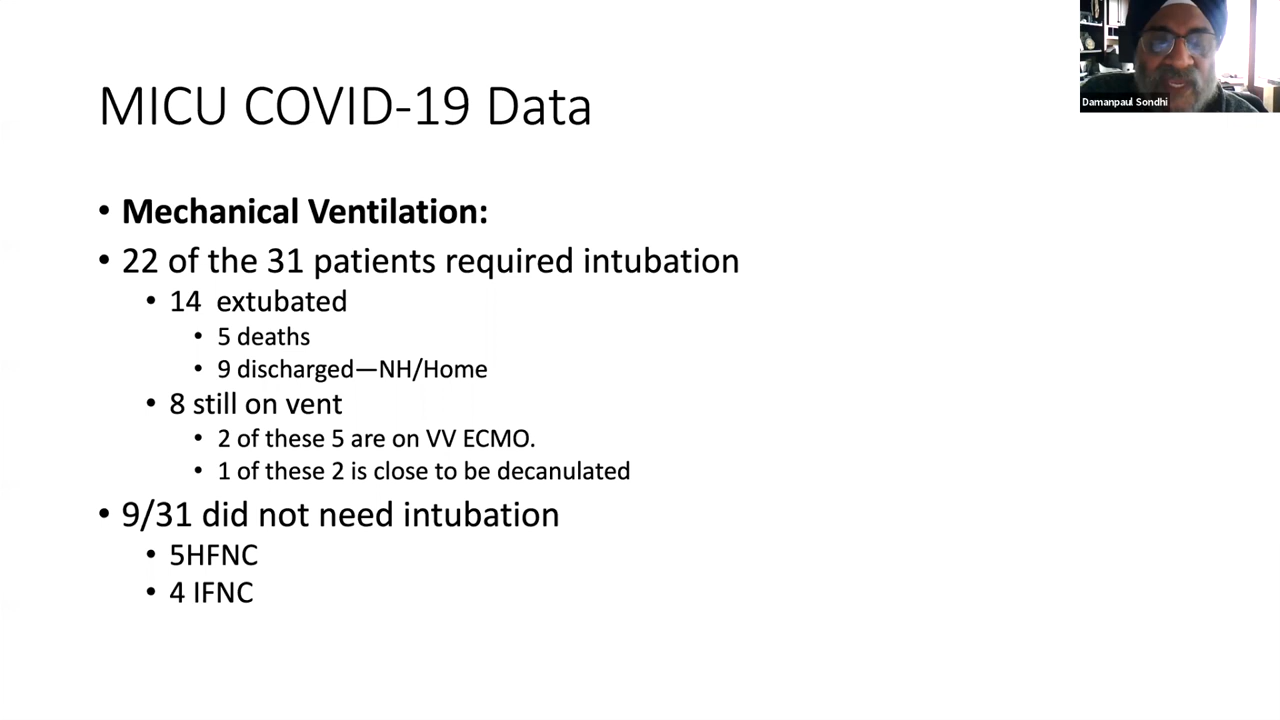 MICU COVID-19 Data
Damanpaul Sondhi
• Mechanical Ventilation:
• 22 of the 31 patients required intubation
• 14 extubated
• 5 deaths
• 9 discharged—NH/Home
• 8 still on vent
• 2 of these 5 are on VV ECMO.
• 1 of these 2 is close to be decanulated
• 9/31 did not need intubation
• 5HFNC
• 4 IFNC